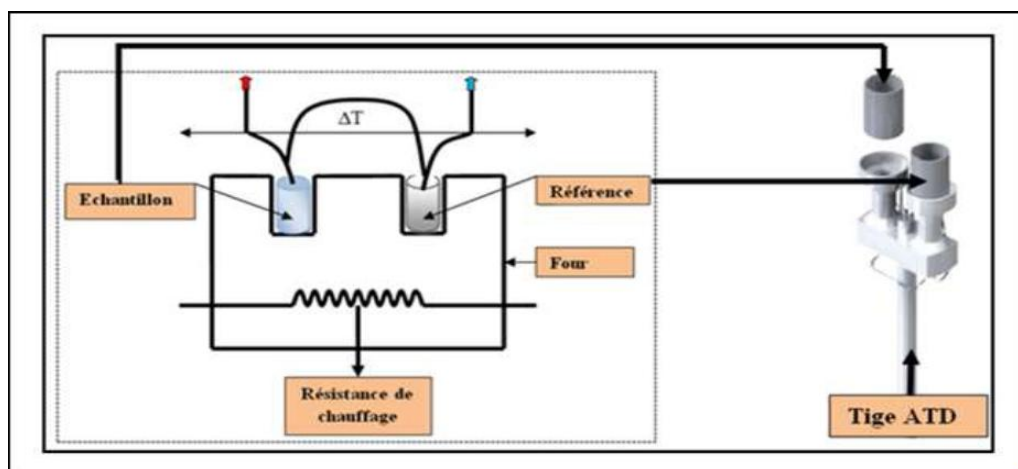 ΔT
Echantillon
Référence
Four
Résistance de
chauffage
Tige ATD